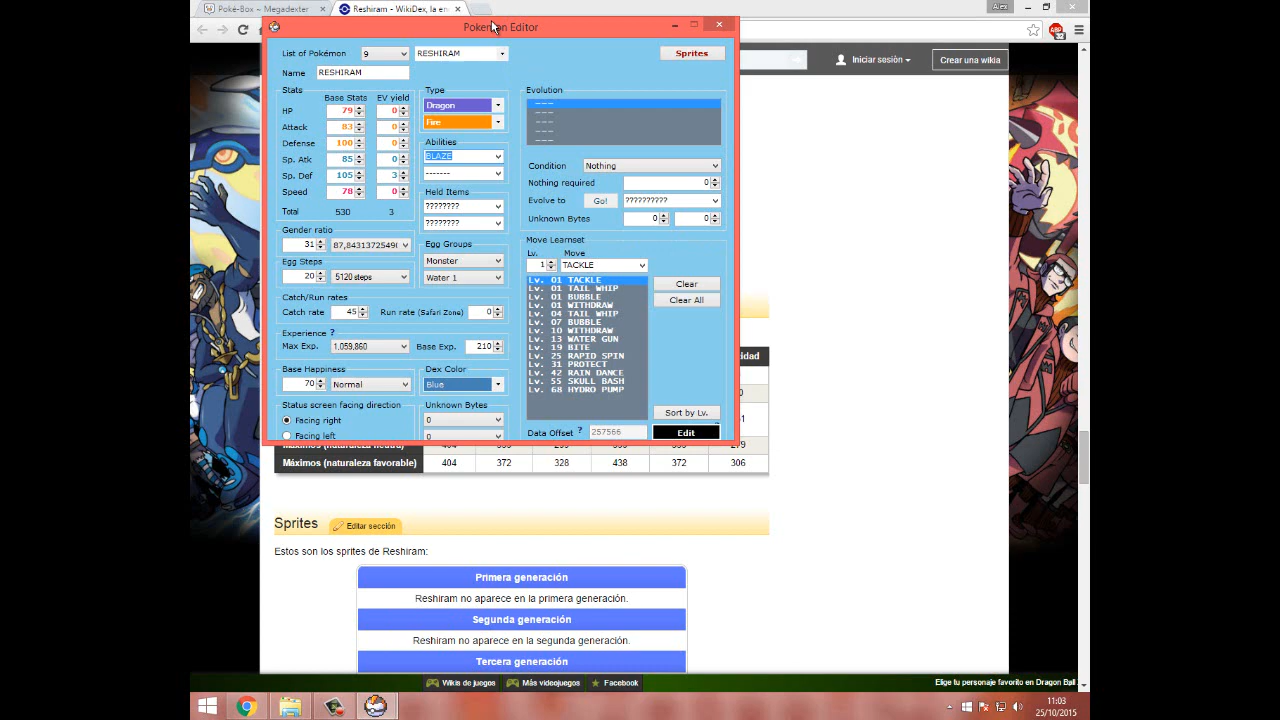 Poké-Box ~ Megadexter
Reshiram - WikiDex, la en
Alex
Pokemon Editor
Iniciar sesión
Crear una wikia
List of Pokémon 9 RESHIRAM Sprites
Name RESHIRAM
Stats
Base Stats EV yield
HP 79 0
Attack 83 0
Defense 100 0
Sp. Atk 85 0
Sp. Def 105 3
Speed 78 0
Total 530 3
Type
Dragon
Fire
Abilities
BLAZE
-------
Held Items
????????
????????
Gender ratio
31
Egg Steps
20 5120 steps
Egg Groups
Monster
Water 1
Catch/Run rates
Catch rate 45 Run rate (Safari Zone) 0
Experience ?
Max Exp. 1,059,860 Base Exp. 210
Base Happiness
70 Normal
Dex Color
Blue
Status screen facing direction
Facing right
Facing left
Unknown Bytes
0
0
Evolution
---
---
---
---
Condition Nothing
Nothing required 0
Evolve to Go! ??????????
Unknown Bytes 0 0
Move Learnset
Lv. Move
1 TACKLE
Lv. 01 TACKLE
Lv. 01 TAIL WHIP
Lv. 01 BUBBLE
Lv. 01 WITHDRAW
Lv. 04 TAIL WHIP
Lv. 07 BUBBLE
Lv. 10 WITHDRAW
Lv. 13 WATER GUN
Lv. 19 BITE
Lv. 25 RAPID SPIN
Lv. 31 PROTECT
Lv. 42 RAIN DANCE
Lv. 55 SKULL BASH
Lv. 68 HYDRO PUMP
Clear
Clear All
Sort by Lv.
Data Offset ? 257566 Edit
Máximos (naturaleza favorable) 404 372 328 438 372 306
Sprites Editar sección
Estos son los sprites de Reshiram:
Primera generación
Reshiram no aparece en la primera generación.
Segunda generación
Reshiram no aparece en la segunda generación.
Tercera generación
Wikis de juegos Más videojuegos Facebook
Elige tu personaje favorito en Dragon Ball
11:03
25/10/2015